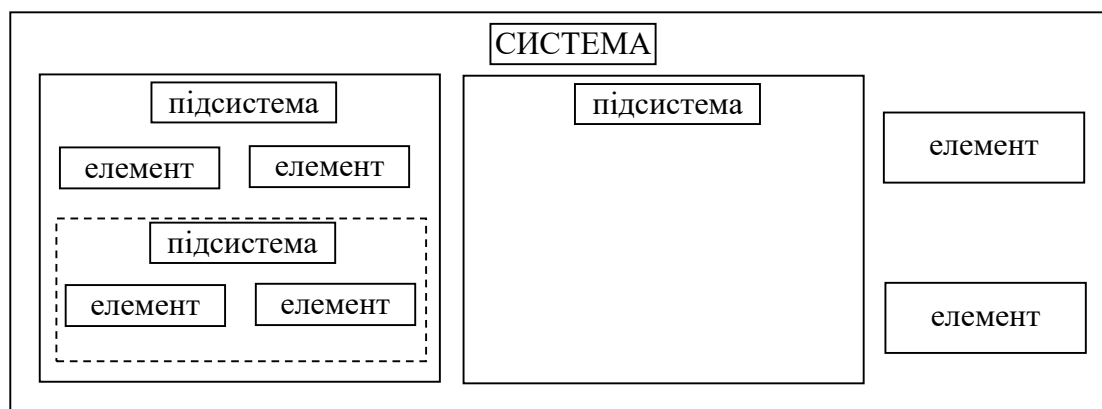 СИСТЕМА
підсистема
елемент елемент
підсистема
елемент елемент
підсистема
елемент
елемент